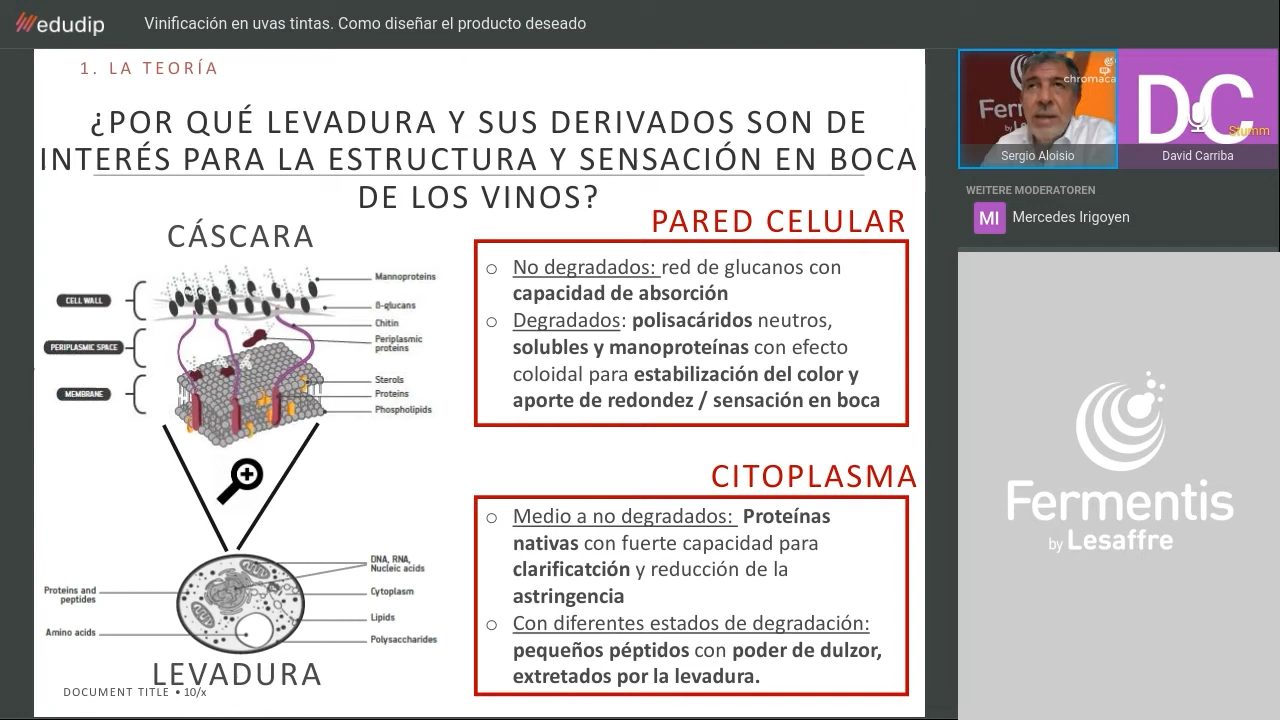 edudip
Vinificación en uvas tintas. Como diseñar el producto deseado
1. LA TEORÍA
¿POR QUÉ LEVADURA Y SUS DERIVADOS SON DE
INTERÉS PARA LA ESTRUCTURA Y SENSACIÓN EN BOCA
DE LOS VINOS?
CÁSCARA
Mannoproteins
CELL WALL
ß-glucans
Chitin
PERIPLASMIC SPACE
Periplasmic
proteins
Sterols
MEMBRANE
Proteins
Phospholipids
DNA, RNA,
Nucleic acids
Proteins and
peptides
Cytoplasm
Lipids
Amino acids
Polysaccharides
LEVADURA
DOCUMENT TITLE • 10/x
PARED CELULAR
o No degradados: red de glucanos con
capacidad de absorción
o Degradados: polisacáridos neutros,
solubles y manoproteínas con efecto
coloidal para estabilización del color y
aporte de redondez / sensación en boca
CITOPLASMA
o Medio a no degradados: Proteínas
nativas con fuerte capacidad para
clarificatción y reducción de la
astringencia
o Con diferentes estados de degradación:
pequeños péptidos con poder de dulzor,
extretados por la levadura.
chromaca
Ferm
by Le
Sergio Aloisio
DC
Stumm
David Carriba
WEITERE MODERATOREN
MI
Mercedes Irigoyen
Fermentis
by Lesaffre